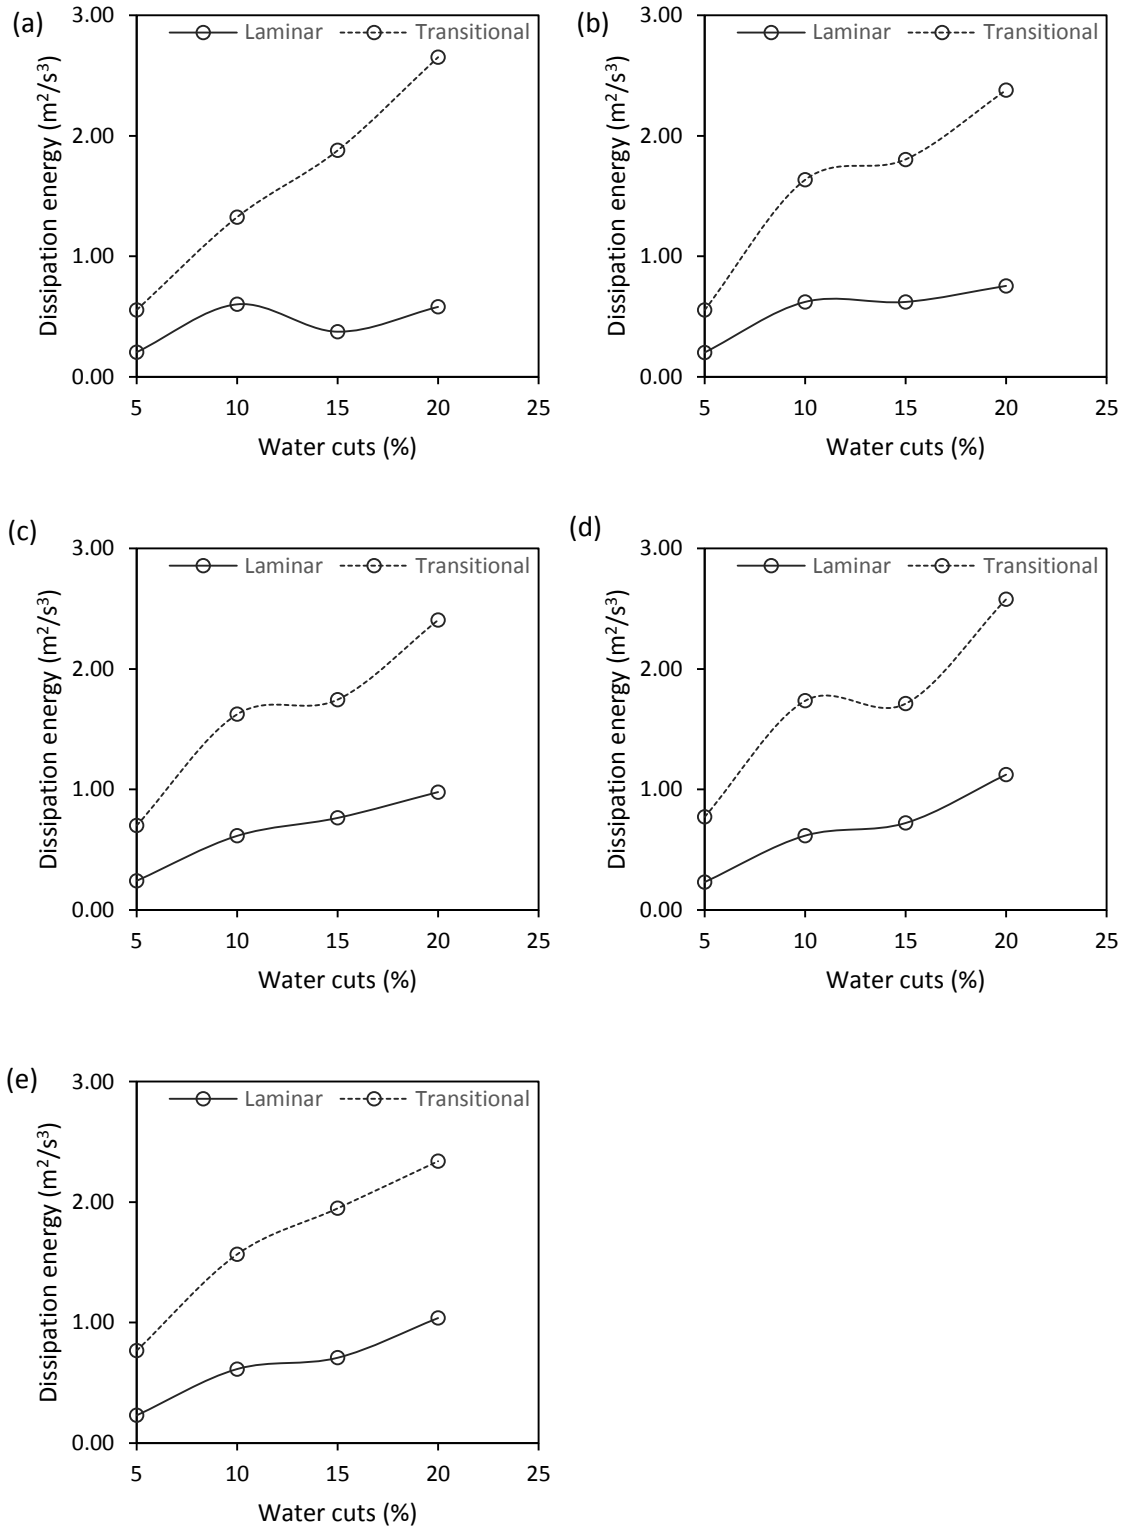 (a)
Laminar Transitional
Dissipation energy (m²/s³)
3.00
2.00
1.00
0.00
5 10 15 20 25
Water cuts (%)
(b)
Laminar Transitional
Dissipation energy (m²/s³)
3.00
2.00
1.00
0.00
5 10 15 20 25
Water cuts (%)
(c)
Laminar Transitional
Dissipation energy (m²/s³)
3.00
2.00
1.00
0.00
5 10 15 20 25
Water cuts (%)
(d)
Laminar Transitional
Dissipation energy (m²/s³)
3.00
2.00
1.00
0.00
5 10 15 20 25
Water cuts (%)
(e)
Laminar Transitional
Dissipation energy (m²/s³)
3.00
2.00
1.00
0.00
5 10 15 20 25
Water cuts (%)